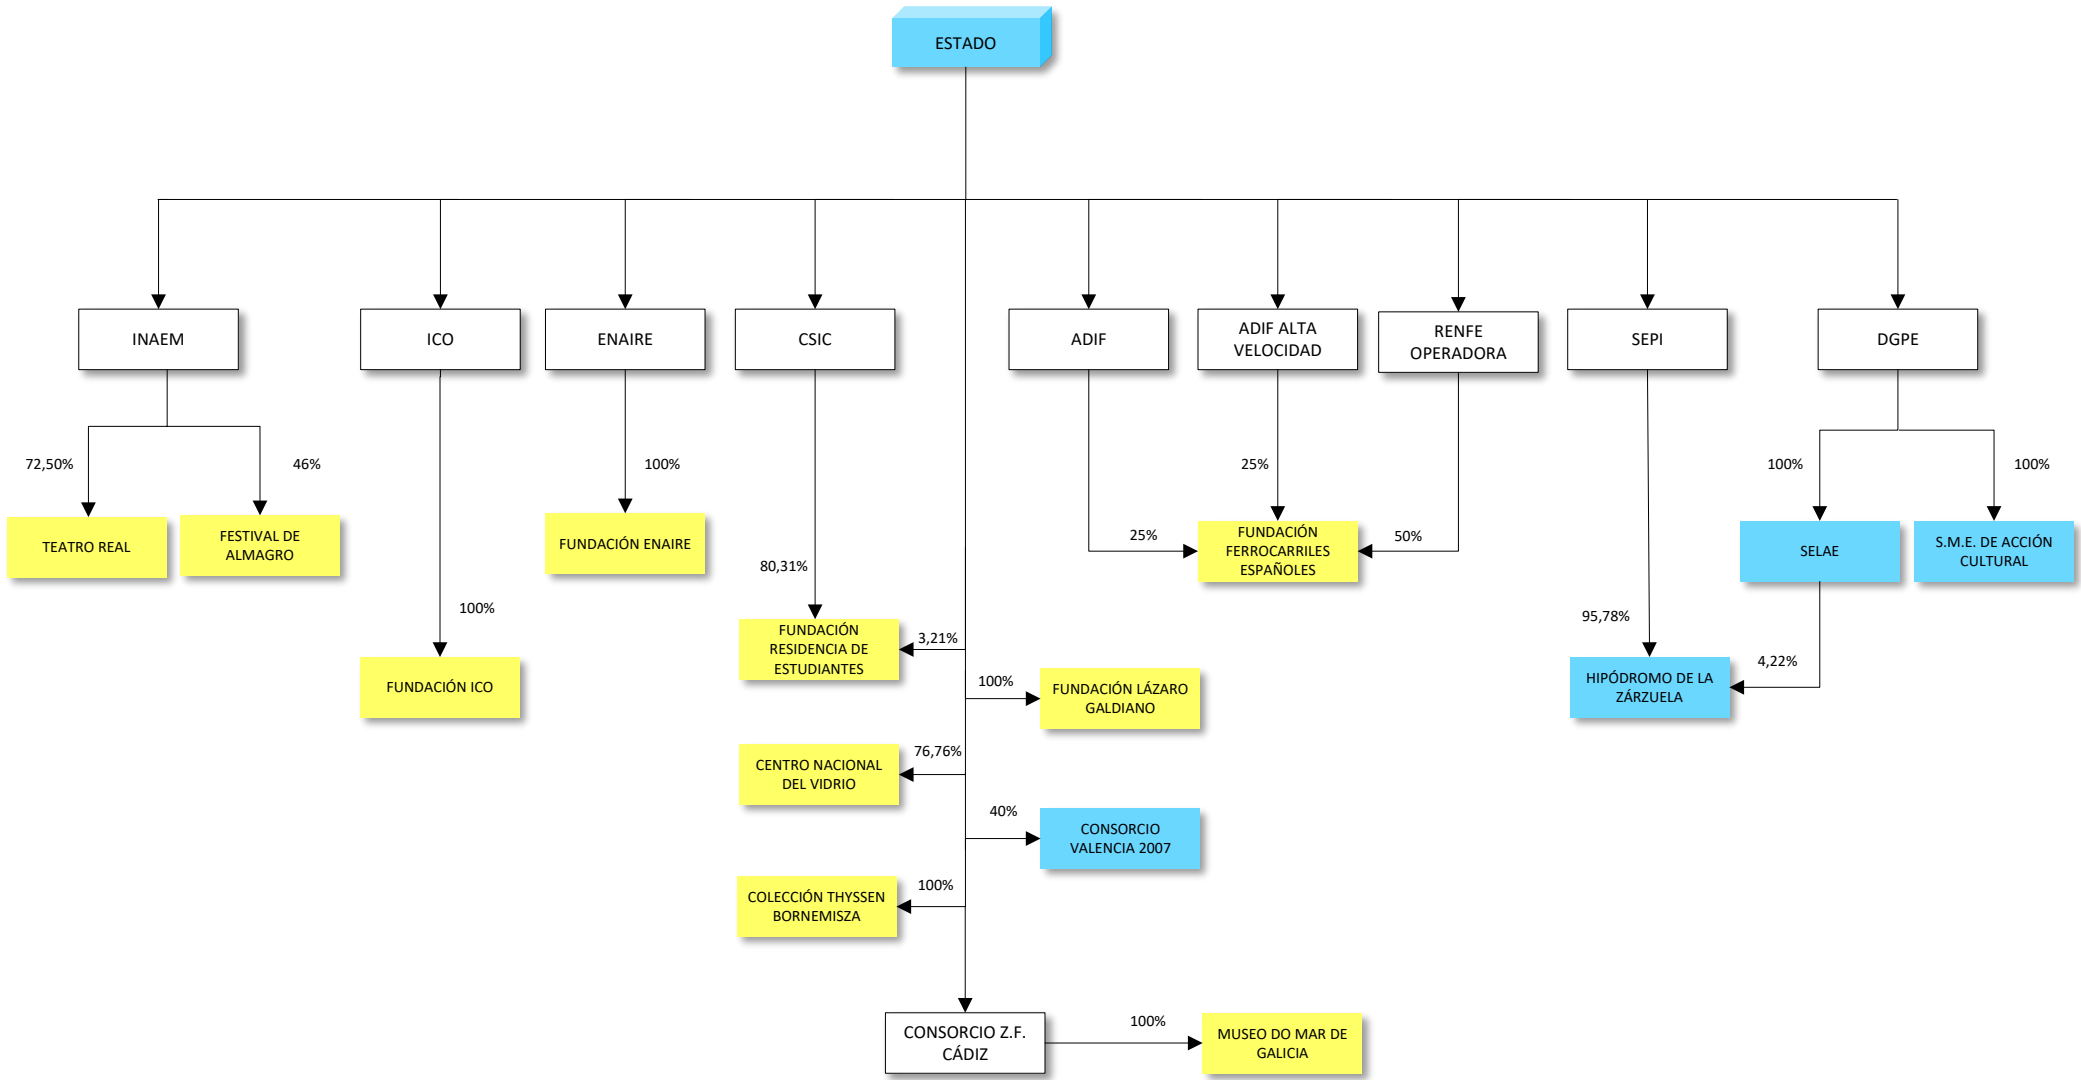 ESTADO
INAEM
ICO
ENAIRE
CSIC
ADIF
ADIF ALTA
VELOCIDAD
RENFE
OPERADORA
SEPI
DGPE
72,50%
46%
100%
25%
100%
100%
TEATRO REAL
FESTIVAL DE
ALMAGRO
FUNDACIÓN ENAIRE
25%
FUNDACIÓN
FERROCARRILES
ESPAÑOLES
50%
SELAE
S.M.E. DE ACCIÓN
CULTURAL
80,31%
100%
95,78%
FUNDACIÓN
RESIDENCIA DE
ESTUDIANTES
3,21%
4,22%
FUNDACIÓN ICO
100%
FUNDACIÓN LÁZARO
GALDIANO
HIPÓDROMO DE LA
ZÁRZUELA
CENTRO NACIONAL
DEL VIDRIO
76,76%
40%
CONSORCIO
VALENCIA 2007
COLECCIÓN THYSSEN
BORNEMISZA
100%
CONSORCIO Z.F.
CÁDIZ
100%
MUSEO DO MAR DE
GALICIA